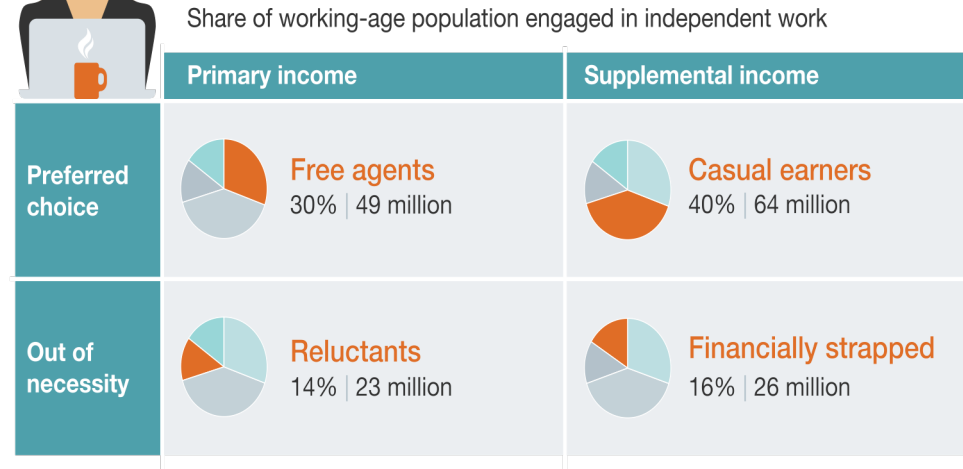 Share of working-age population engaged in independent work
Primary income
Supplemental income
Preferred
choice
Free agents
30% | 49 million
Casual earners
40% | 64 million
Out of
necessity
Reluctants
14% | 23 million
Financially strapped
16% | 26 million